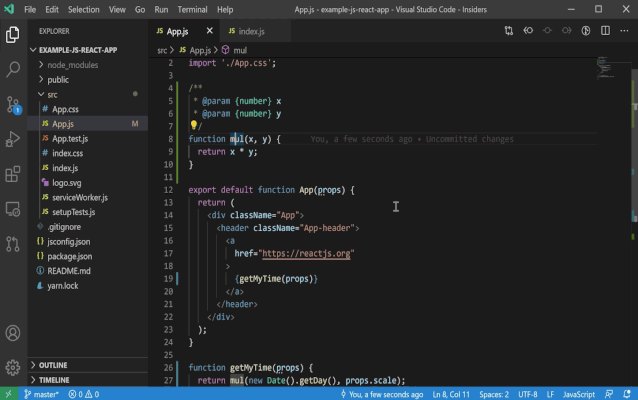 File Edit Selection View Go Run Terminal Help
App.js - example-js-react-app - Visual Studio Code - Insiders
EXPLORER
EXAMPLE-JS-REACT-APP
node_modules
public
src
# App.css
JS App.js M
JS App.test.js
# index.css
JS index.js
logo.svg
JS serviceWorker.js
JS setupTests.js
.gitignore
{} jsconfig.json
{} package.json
README.md
yarn.lock
OUTLINE
TIMELINE
JS App.js
JS index.js
src > JS App.js > mul
2 import './App.css';
3
4 /**
5 * @param {number} x
6 * @param {number} y
7 */
8 function mul(x, y) { You, a few seconds ago • Uncommitted changes
9 return x * y;
10 }
11
12 export default function App(props) {
13 return (
14 <div className="App">
15 <header className="App-header">
16 <a
17 href="https://reactjs.org"
18 >
19 {getMyTime(props)}
20 </a>
21 </header>
22 </div>
23 );
24 }
25
26 function getMyTime(props) {
27 return mul(new Date().getDay(), props.scale);
master* 0 0 You, a few seconds ago Ln 8, Col 11 Spaces: 2 UTF-8 LF JavaScript